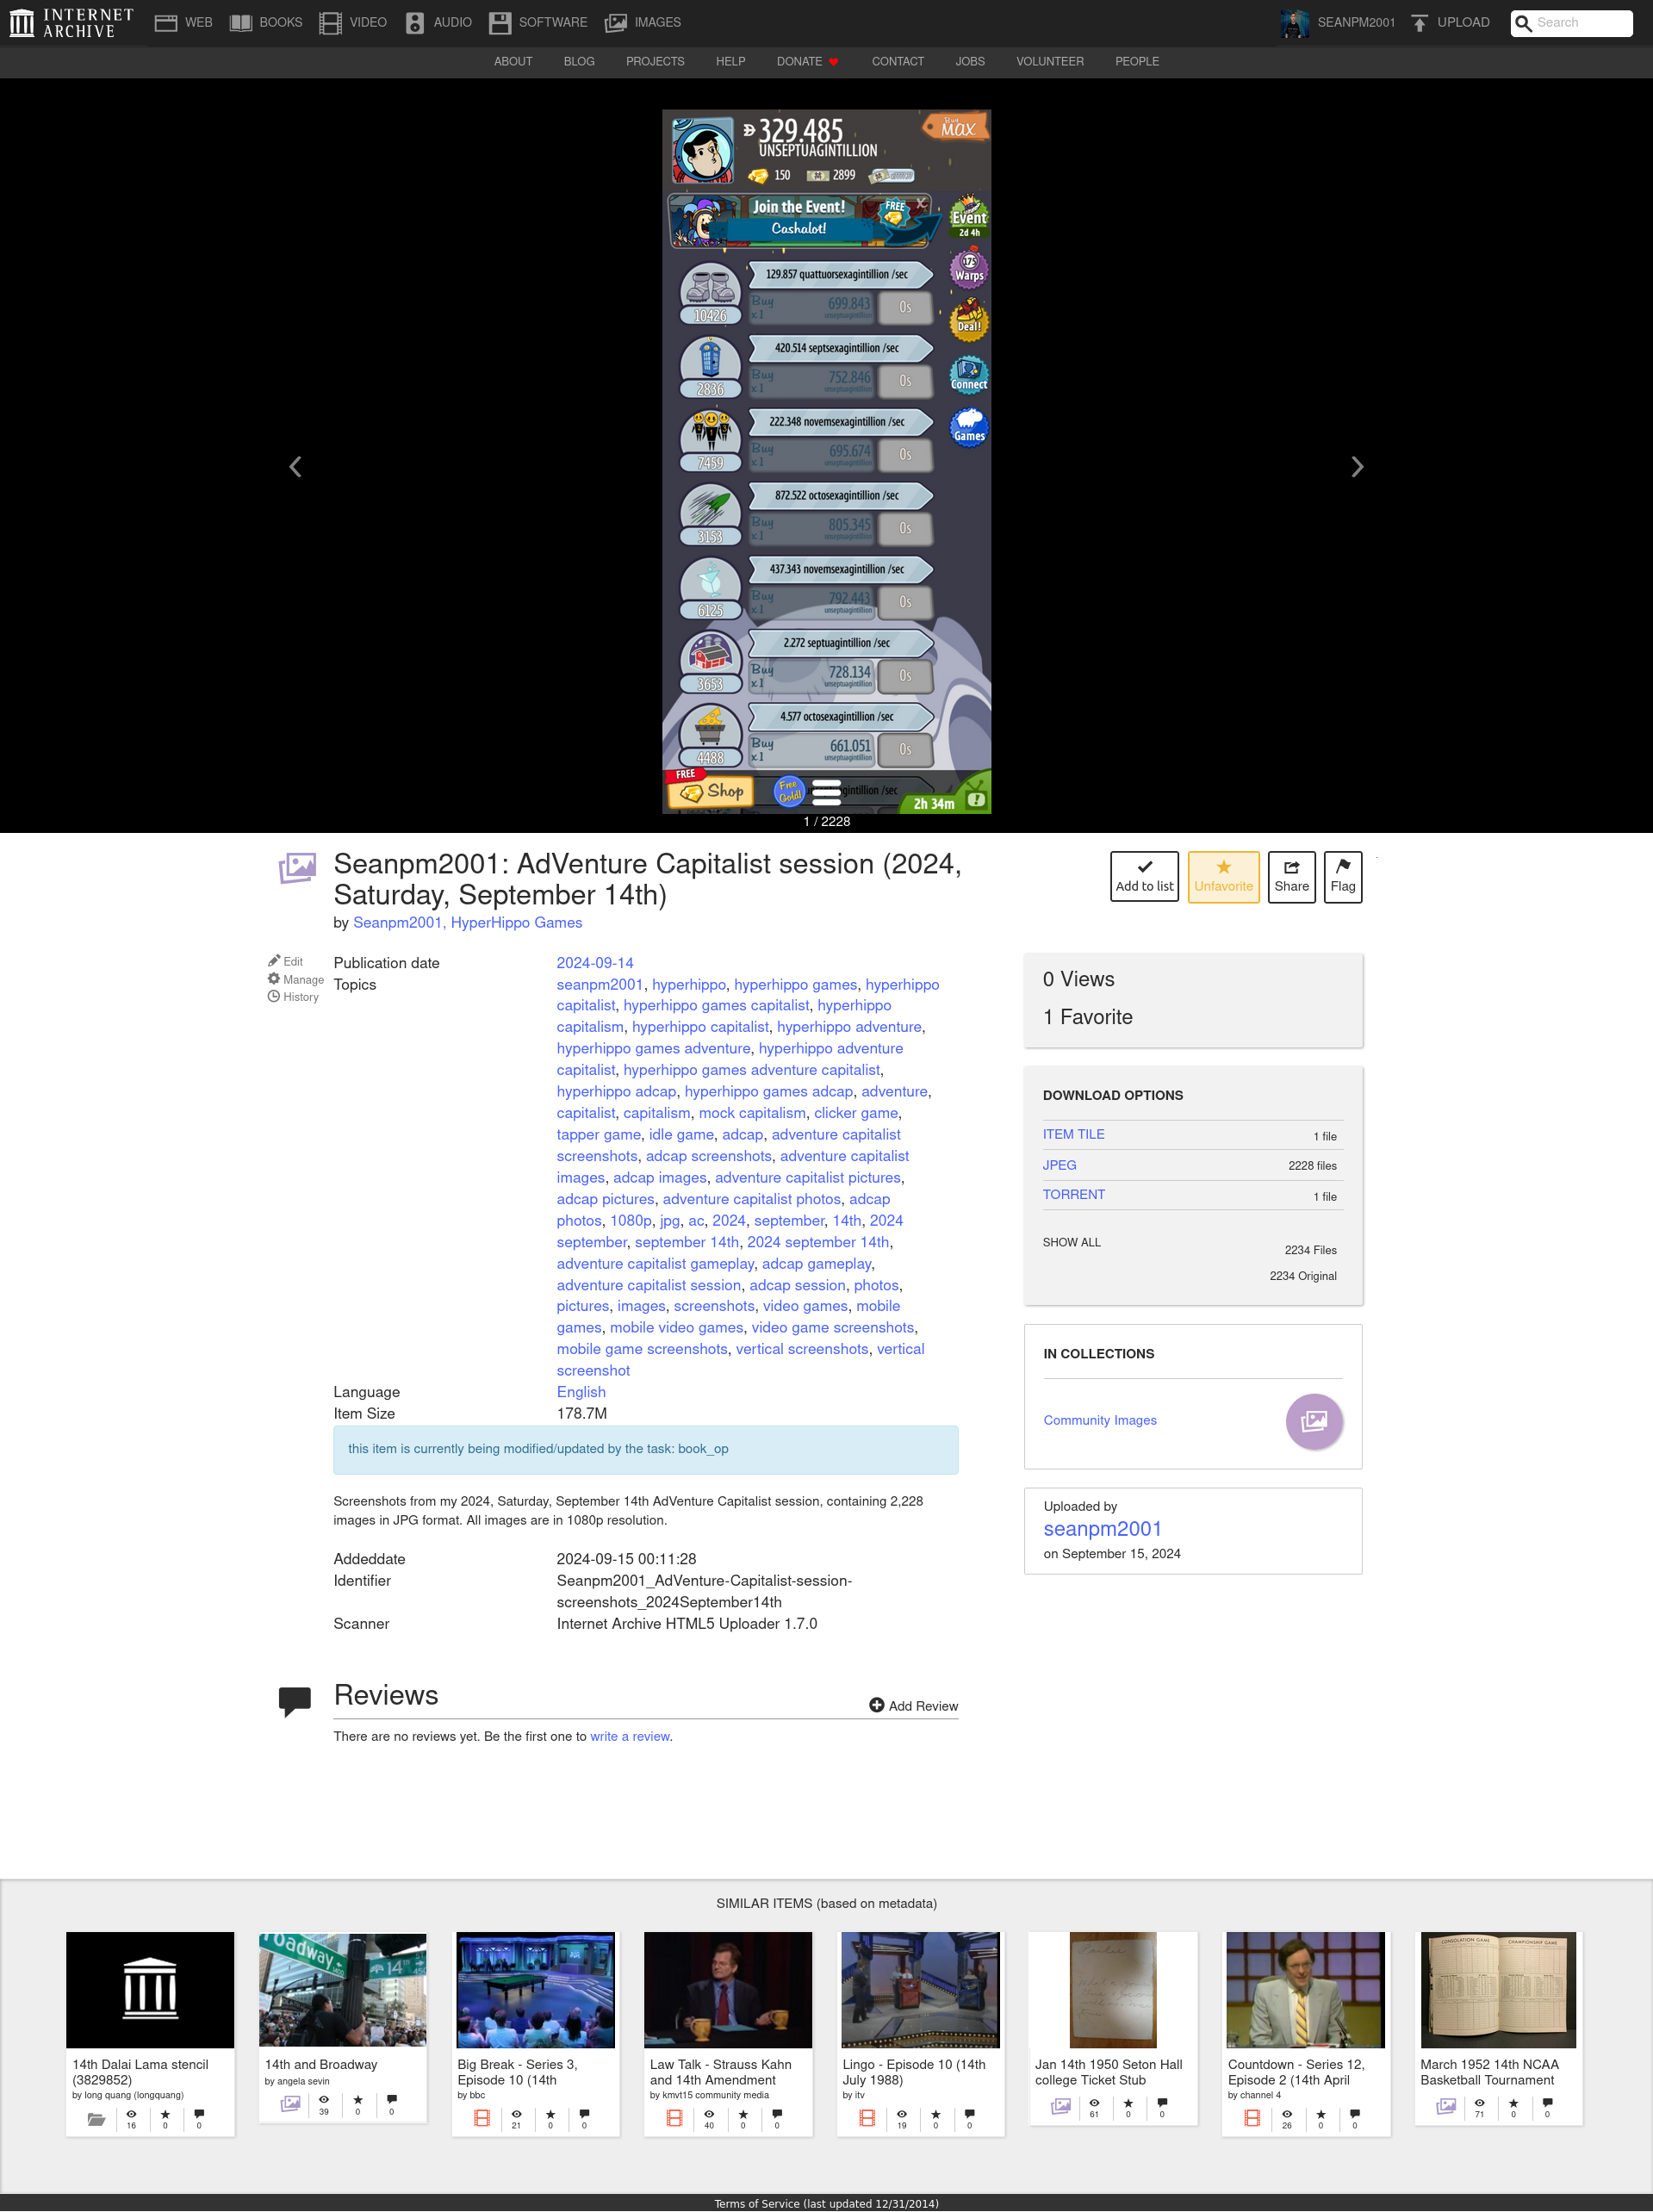 INTERNET ARCHIVE
WEB BOOKS VIDEO AUDIO SOFTWARE IMAGES
SEANPM2001 UPLOAD Search
ABOUT BLOG PROJECTS HELP DONATE CONTACT JOBS VOLUNTEER PEOPLE
329.485
UNSEPTUAGINTILLION
Buy MAX
150 2899
Join the Event! FREE
Cashalot!
Event
2d 4h
129.857 quattuorsexagintillion /sec
Buy x1 699.843 unseptuagintillion 0s
10426
175 Warps
Deal!
420.514 septsexagintillion /sec
Buy x1 752.846 0s
2836
Connect
222.348 novemsexagintillion /sec
Buy x1 695.674 0s
7459
Games
872.522 octosexagintillion /sec
Buy x1 805.345 0s
3153
437.343 novemsexagintillion /sec
Buy x1 792.443 unseptuagintillion 0s
6125
2.272 septuagintillion /sec
Buy x1 728.134 unseptuagintillion 0s
3653
4.577 octosexagintillion /sec
Buy x1 661.051 unseptuagintillion 0s
4488
FREE
Shop Free Gold! /sec
2h 34m
1 / 2228
Seanpm2001: AdVenture Capitalist session (2024,
Saturday, September 14th)
by Seanpm2001, HyperHippo Games
Add to list Unfavorite Share Flag
Edit
Manage
History
Publication date 2024-09-14
Topics seanpm2001, hyperhippo, hyperhippo games, hyperhippo
capitalist, hyperhippo games capitalist, hyperhippo
capitalism, hyperhippo capitalist, hyperhippo adventure,
hyperhippo games adventure, hyperhippo adventure
capitalist, hyperhippo games adventure capitalist,
hyperhippo adcap, hyperhippo games adcap, adventure,
capitalist, capitalism, mock capitalism, clicker game,
tapper game, idle game, adcap, adventure capitalist
screenshots, adcap screenshots, adventure capitalist
images, adcap images, adventure capitalist pictures,
adcap pictures, adventure capitalist photos, adcap
photos, 1080p, jpg, ac, 2024, september, 14th, 2024
september, september 14th, 2024 september 14th,
adventure capitalist gameplay, adcap gameplay,
adventure capitalist session, adcap session, photos,
pictures, images, screenshots, video games, mobile
games, mobile video games, video game screenshots,
mobile game screenshots, vertical screenshots, vertical
screenshot
Language English
Item Size 178.7M
this item is currently being modified/updated by the task: book_op
Screenshots from my 2024, Saturday, September 14th AdVenture Capitalist session, containing 2,228
images in JPG format. All images are in 1080p resolution.
Addeddate 2024-09-15 00:11:28
Identifier Seanpm2001_AdVenture-Capitalist-session-
screenshots_2024September14th
Scanner Internet Archive HTML5 Uploader 1.7.0
0 Views
1 Favorite
DOWNLOAD OPTIONS
ITEM TILE 1 file
JPEG 2228 files
TORRENT 1 file
SHOW ALL 2234 Files
2234 Original
IN COLLECTIONS
Community Images
Uploaded by
seanpm2001
on September 15, 2024
Reviews
Add Review
There are no reviews yet. Be the first one to write a review.
SIMILAR ITEMS (based on metadata)
14th Dalai Lama stencil
(3829852)
by long quang (longquang)
16 0 0
oadway 14
14th and Broadway
by angela sevin
39 0 0
Big Break - Series 3,
Episode 10 (14th
by bbc
21 0 0
Law Talk - Strauss Kahn
and 14th Amendment
by kmvt15 community media
40 0 0
Lingo - Episode 10 (14th
July 1988)
by itv
19 0 0
Jan 14th 1950 Seton Hall
college Ticket Stub
61 0 0
Countdown - Series 12,
Episode 2 (14th April
by channel 4
26 0 0
CONSOLATION GAME CHAMPIONSHIP GAME
March 1952 14th NCAA
Basketball Tournament
71 0 0
Terms of Service (last updated 12/31/2014)